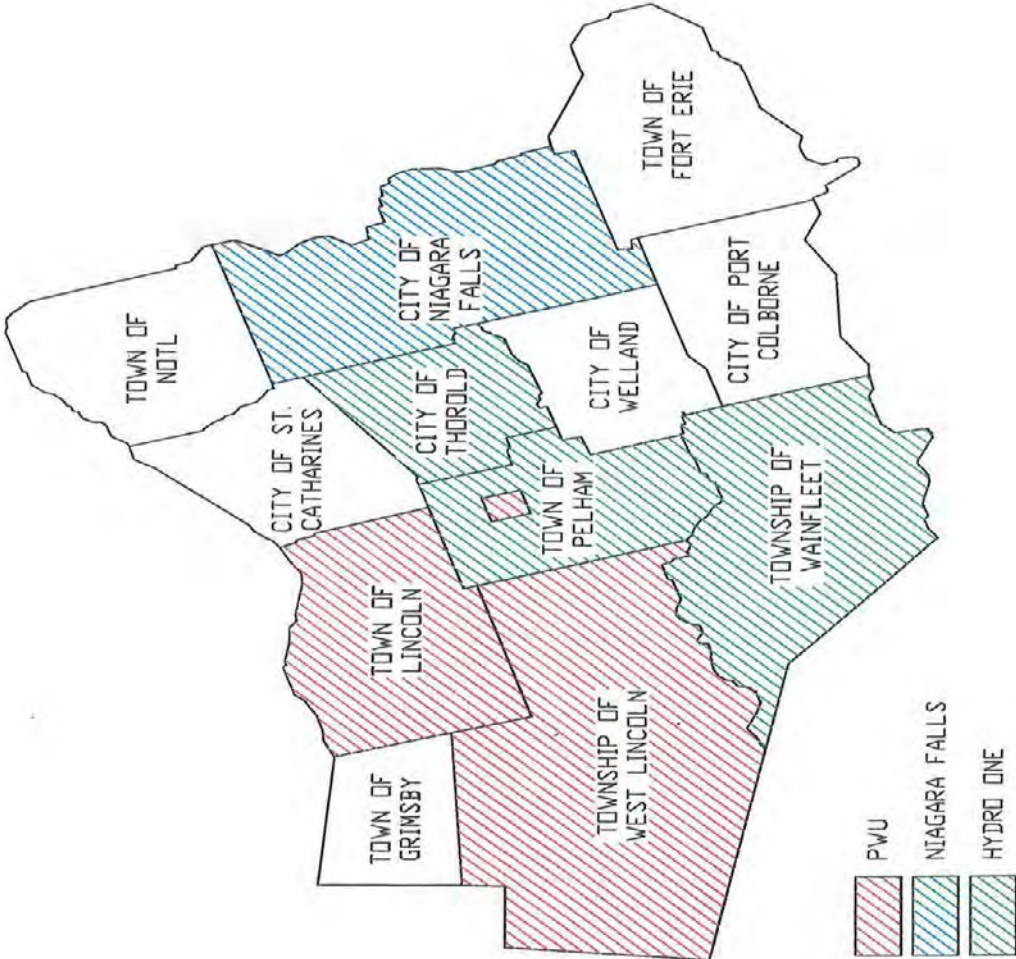 TOWN OF
GRIMSBY
TOWN OF
LINCOLN
CITY OF ST.
CATHARINES
TOWN OF
NOTL
TOWNSHIP OF
WEST LINCOLN
TOWN OF
PELHAM
CITY OF
THOROLD
CITY OF
NIAGARA
FALLS
TOWNSHIP OF
WAINFLEET
CITY OF
WELLAND
CITY OF PORT
COLBORNE
TOWN OF
FORT ERIE
PWU
NIAGARA FALLS
HYDRO ONE